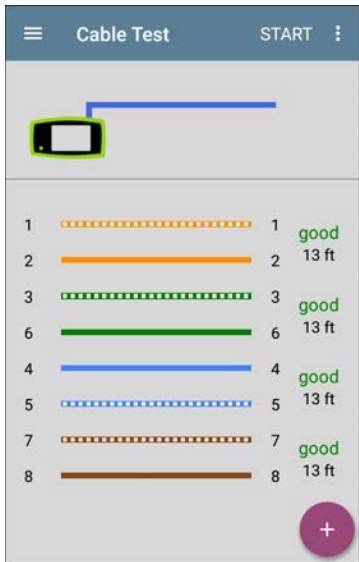 Cable Test START
1 1
good
2 2 13 ft
3 3
good
6 6 13 ft
4 4
good
5 5 13 ft
7 7
good
8 8 13 ft
+